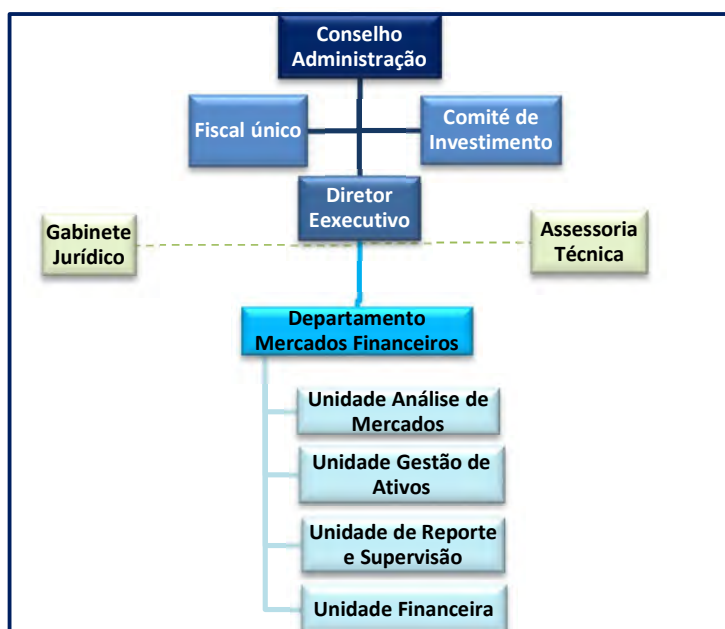 Conselho
Administração
Fiscal único
Comité de
Investimento
Diretor
Eexecutivo
Gabinete
Jurídico
Assessoria
Técnica
Departamento
Mercados Financeiros
Unidade Análise de
Mercados
Unidade Gestão de
Ativos
Unidade de Reporte
e Supervisão
Unidade Financeira